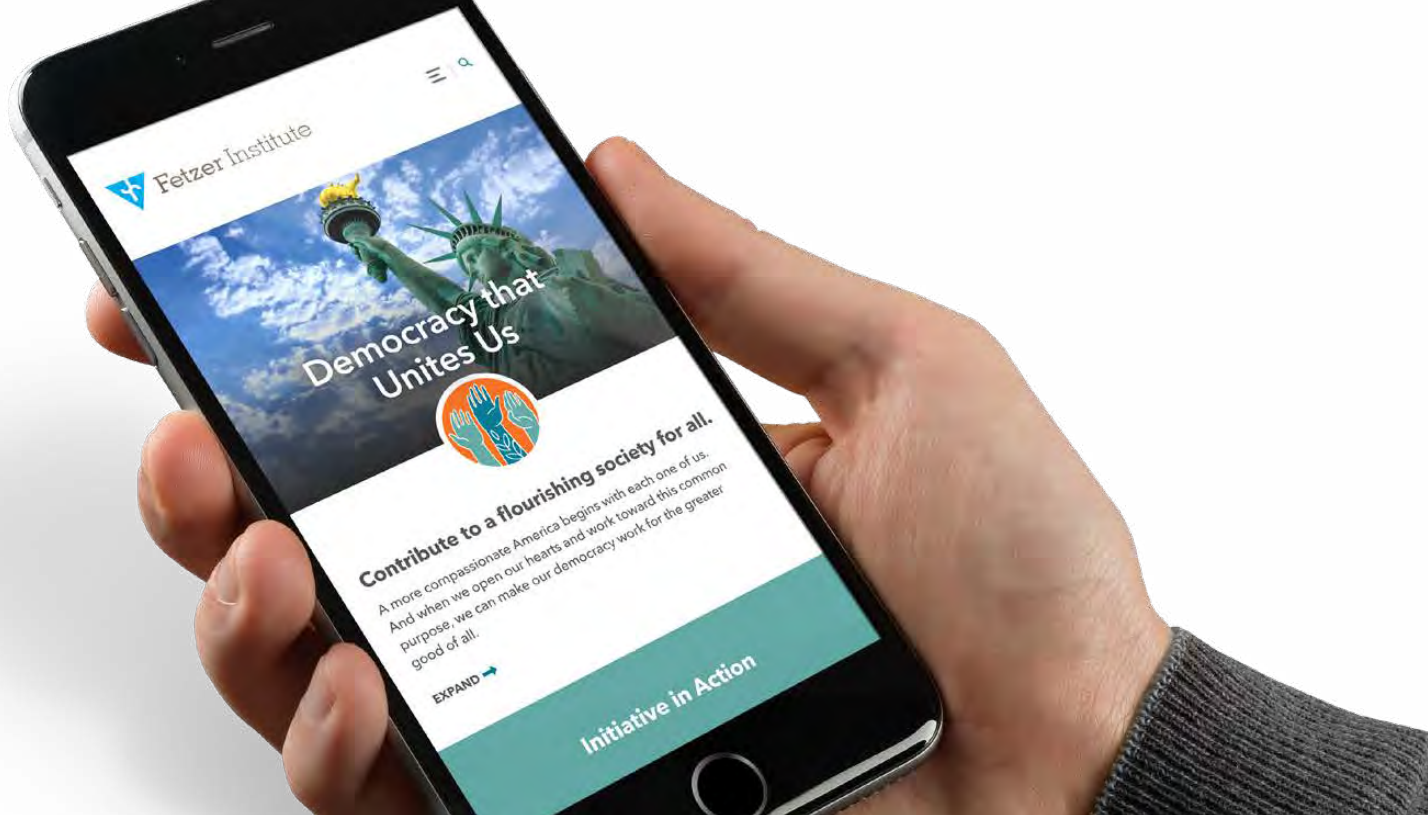 Fetzer Institute
Democracy that
Unites Us
Contribute to a flourishing society for all.
A more compassionate America begins with each one of us.
And when we open our hearts and work toward this common
purpose, we can make our democracy work for the greater
good of all.
EXPAND
Initiative in Action